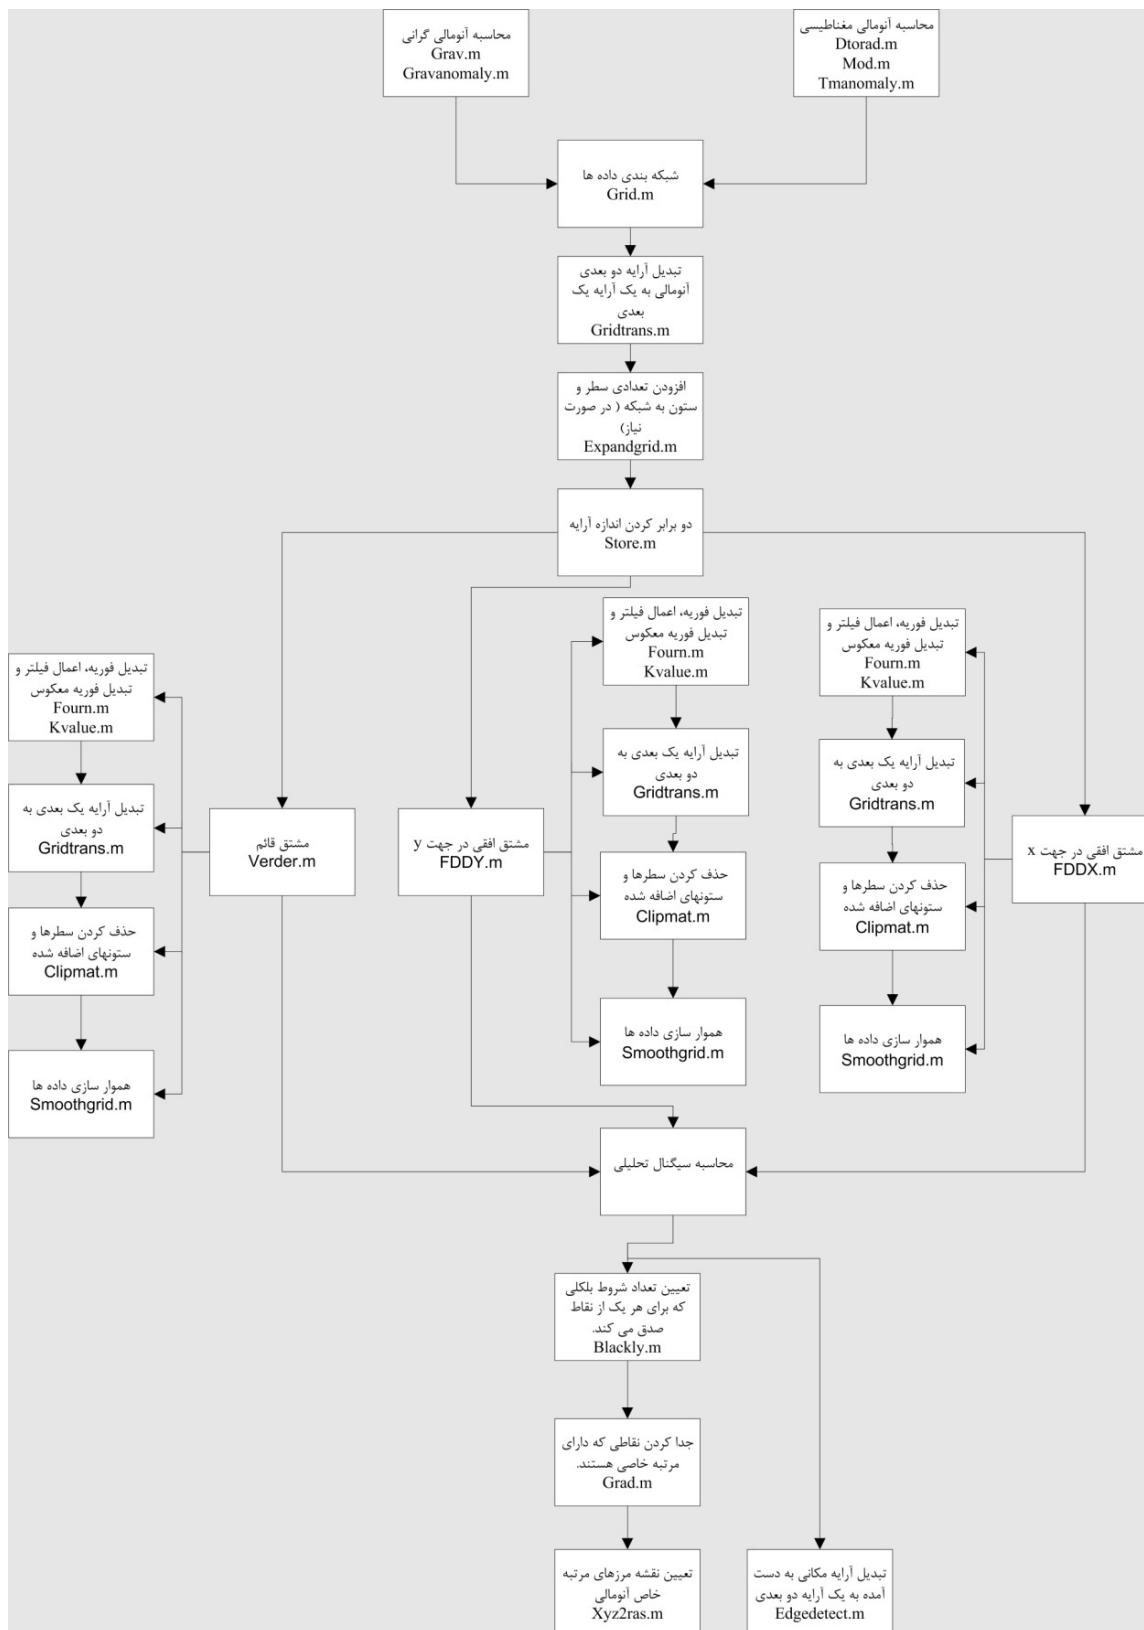 محاسبه آنومالی گرانی
Grav.m
Gravanomaly.m
محاسبه آنومالی مغناطیسی
Dtorad.m
Mod.m
Tmanomaly.m
شبکه بندی داده ها
Grid.m
تبدیل آرایه دو بعدی
آنومالی به یک آرایه یک
بعدی
Gridtrans.m
افزودن تعدادی سطر و
ستون به شبکه ( در صورت
نیاز)
Expandgrid.m
دو برابر کردن اندازه آرایه
Store.m
تبدیل فوریه، اعمال فیلتر و
تبدیل فوریه معکوس
Fourn.m
Kvalue.m
تبدیل آرایه یک بعدی به
دو بعدی
Gridtrans.m
حذف کردن سطرها و
ستونهای اضافه شده
Clipmat.m
هموار سازی داده ها
Smoothgrid.m
مشتق قائم
Verder.m
مشتق افقی در جهت y
FDDY.m
تبدیل فوریه، اعمال فیلتر و
تبدیل فوریه معکوس
Fourn.m
Kvalue.m
تبدیل آرایه یک بعدی به
دو بعدی
Gridtrans.m
حذف کردن سطرها و
ستونهای اضافه شده
Clipmat.m
هموار سازی داده ها
Smoothgrid.m
تبدیل فوریه، اعمال فیلتر و
تبدیل فوریه معکوس
Fourn.m
Kvalue.m
تبدیل آرایه یک بعدی به
دو بعدی
Gridtrans.m
حذف کردن سطرها و
ستونهای اضافه شده
Clipmat.m
هموار سازی داده ها
Smoothgrid.m
مشتق افقی در جهت x
FDDX.m
محاسبه سیگنال تحلیلی
تعیین تعداد شروط بلکلی
که برای هر یک از نقاط
صدق می کند.
Blackly.m
جدا کردن نقاطی که دارای
مرتبه خاصی هستند.
Grad.m
تعیین نقشه مرزهای مرتبه
خاص آنومالی
Xyz2ras.m
تبدیل آرایه مکانی به دست
آمده به یک آرایه دو بعدی
Edgedetect.m